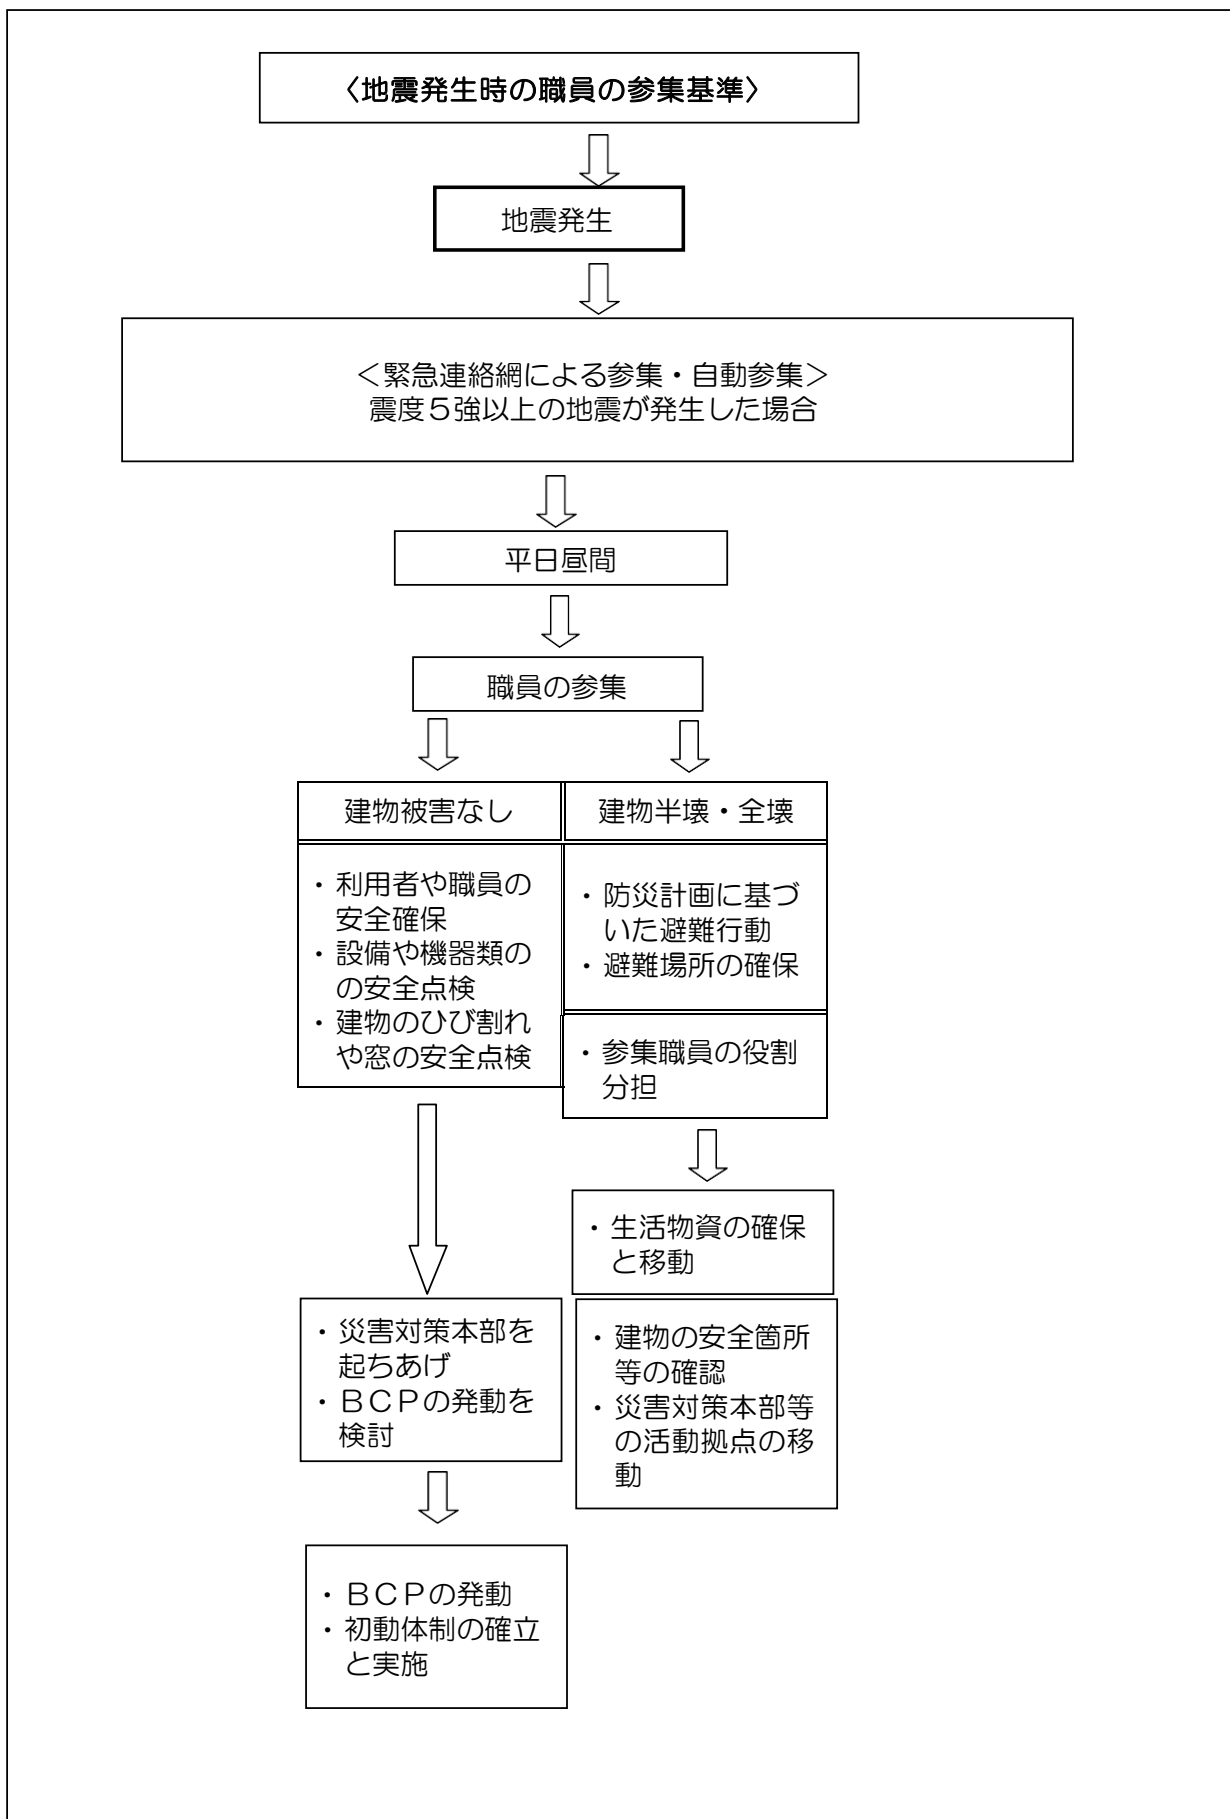 〈地震発生時の職員の参集基準〉
地震発生
＜緊急連絡網による参集・自動参集＞
震度５強以上の地震が発生した場合
平日昼間
職員の参集
建物被害なし
・利用者や職員の
安全確保
・設備や機器類の
の安全点検
・建物のひび割れ
や窓の安全点検
建物半壊・全壊
・防災計画に基づ
いた避難行動
・避難場所の確保
・参集職員の役割
分担
・生活物資の確保
と移動
・災害対策本部を
起ちあげ
・ＢＣＰの発動を
検討
・建物の安全箇所
等の確認
・災害対策本部等
の活動拠点の移
動
・ＢＣＰの発動
・初動体制の確立
と実施